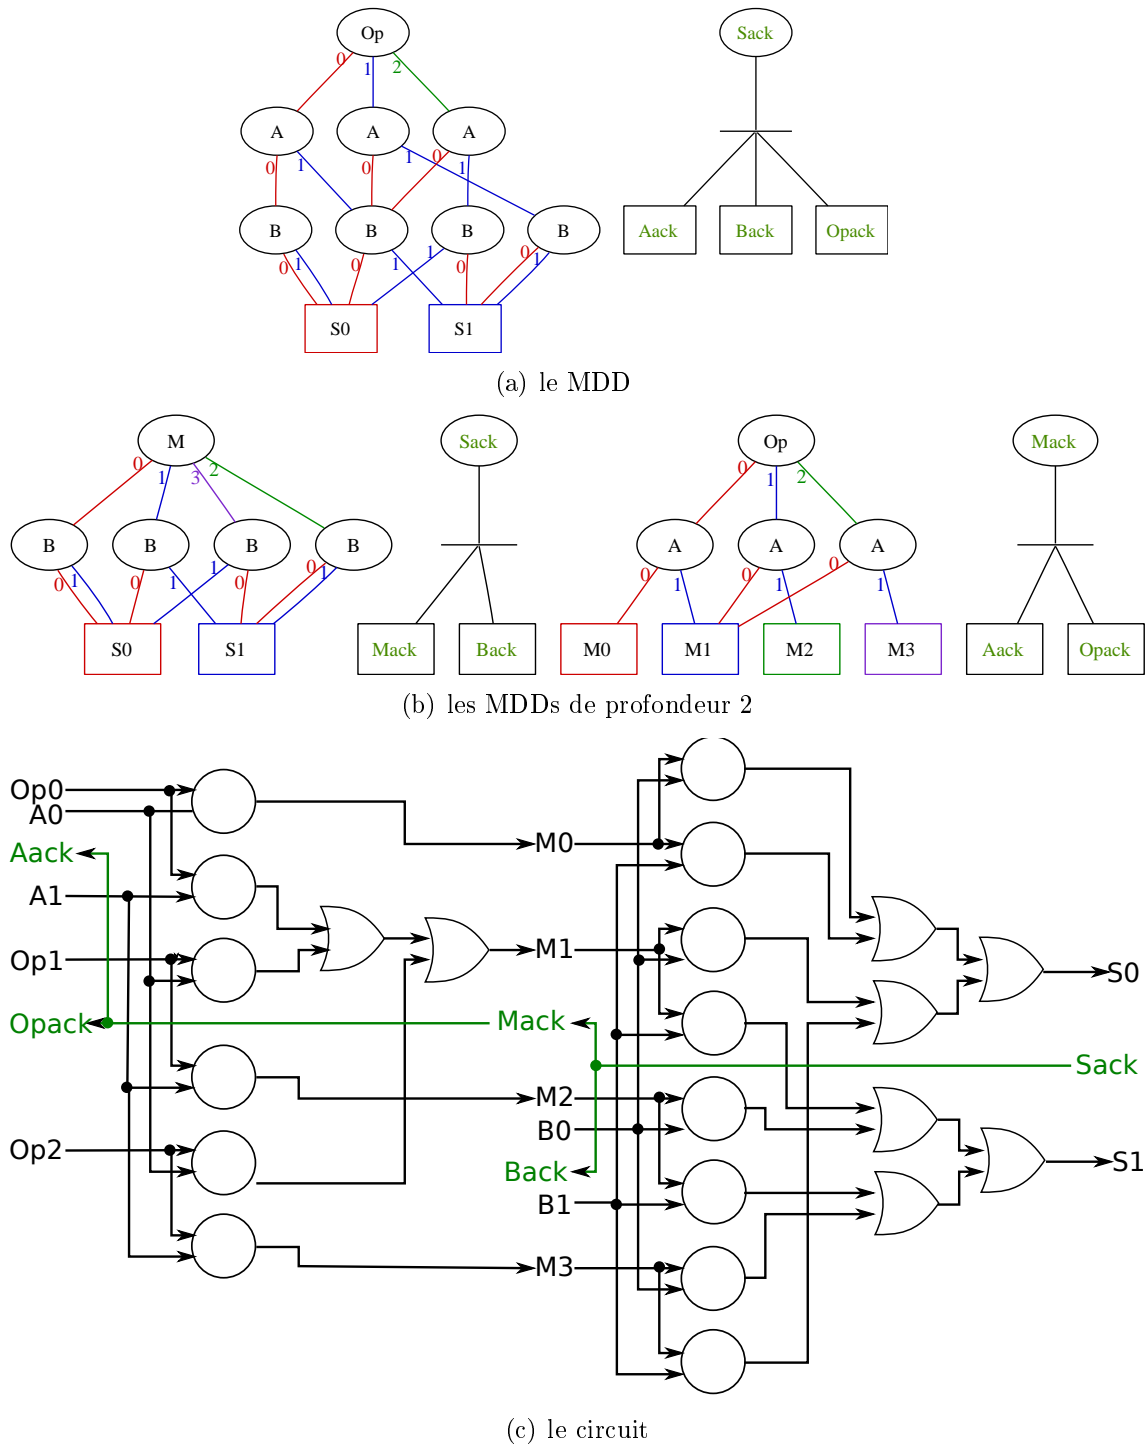 Op Sack
0 1 2
A A A
0 1 0 1 0 1
B B B B Aack Back Opack
0 1 0 1 1 0 0 1
S0 S1
(a) le MDD
M Sack Op Mack
0 1 3 2 0 1 2
B B B B A A A
0 1 0 1 1 0 0 1 0 1 0 1 0 1
S0 S1 Mack Back M0 M1 M2 M3 Aack Opack
(b) les MDDs de profondeur 2
Op0
A0
M0
Aack
A1
M1
Op1
S0
Opack Mack
Sack
M2
B0
Op2
S1
Back
B1
M3
(c) le circuit